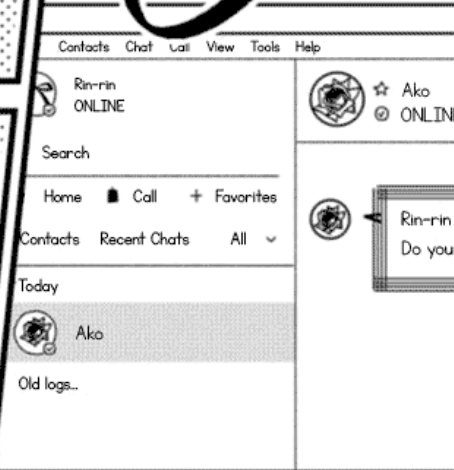 Contacts Chat Call View Tools Help
Rin-rin
ONLINE
Search
Home Call + Favorites
Contacts Recent Chats All
Today
Ako
Old logs...
Ako
Rin-rin
Do you